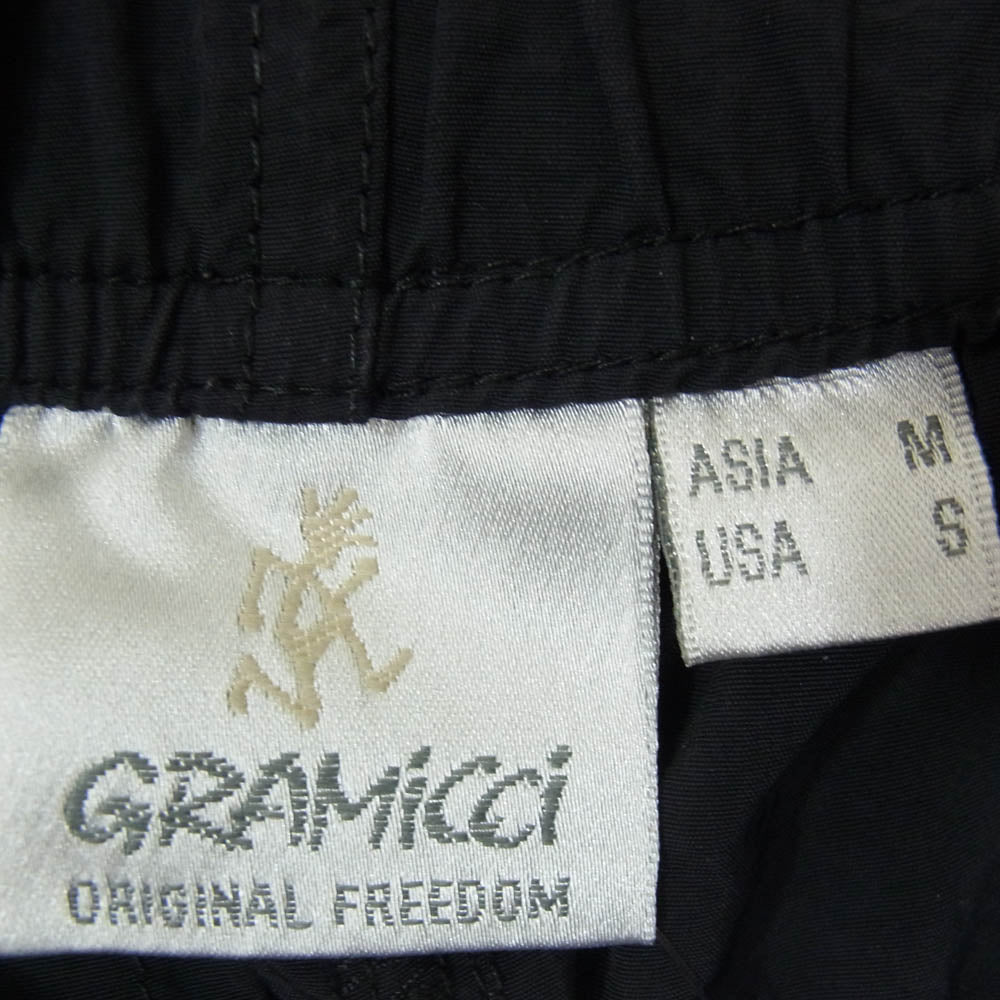 ASIA M
USA S
GRAMiCCi
ORIGINAL FREEDOM